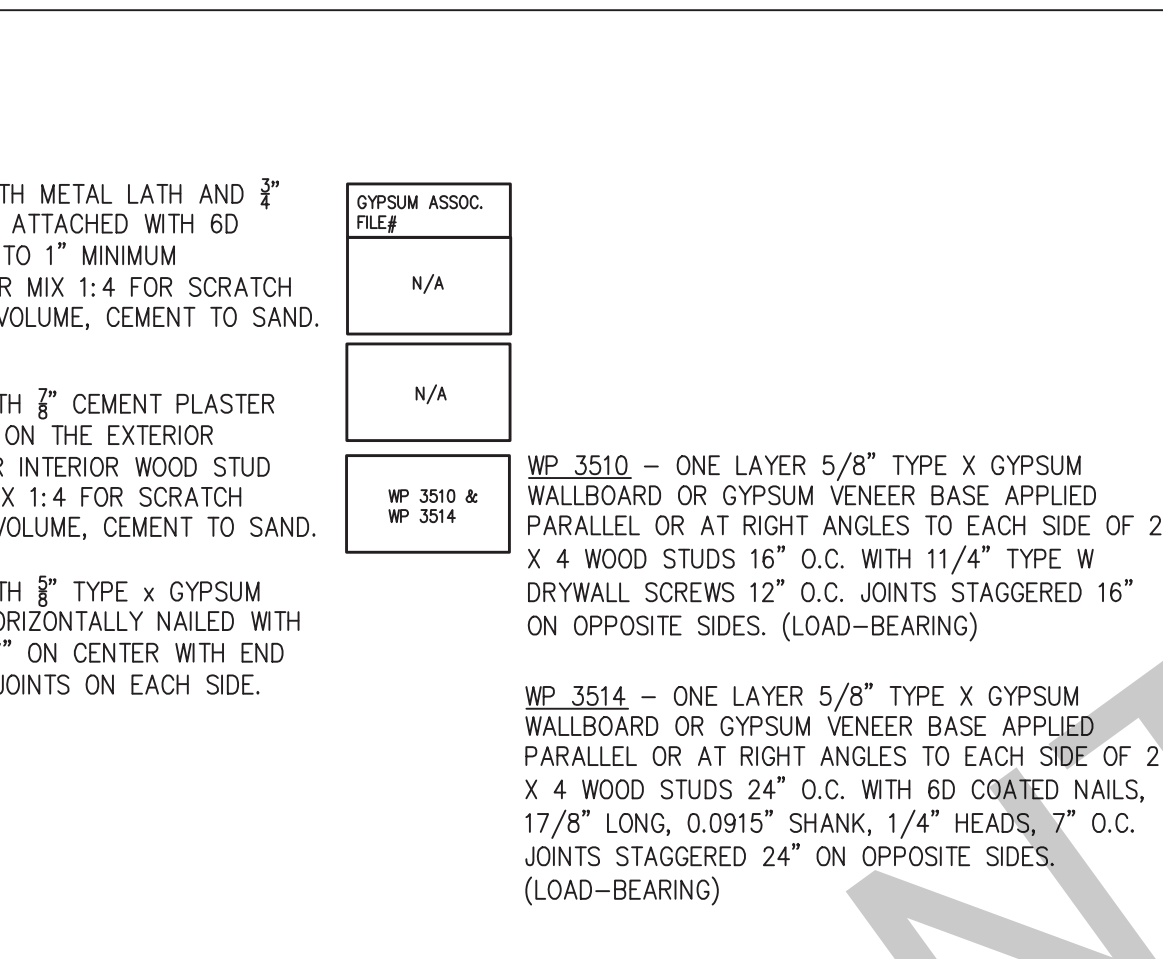 TH METAL LATH AND 3/4"
ATTACHED WITH 6D
TO 1" MINIMUM
R MIX 1:4 FOR SCRATCH
VOLUME, CEMENT TO SAND.
GYPSUM ASSOC.
FILE#
N/A
TH 7/8" CEMENT PLASTER
ON THE EXTERIOR
R INTERIOR WOOD STUD
X 1:4 FOR SCRATCH
VOLUME, CEMENT TO SAND.
N/A
TH 5/8" TYPE x GYPSUM
ORIZONTALLY NAILED WITH
" ON CENTER WITH END
JOINTS ON EACH SIDE.
WP 3510 &
WP 3514
WP 3510 – ONE LAYER 5/8" TYPE X GYPSUM
WALLBOARD OR GYPSUM VENEER BASE APPLIED
PARALLEL OR AT RIGHT ANGLES TO EACH SIDE OF 2
X 4 WOOD STUDS 16" O.C. WITH 11/4" TYPE W
DRYWALL SCREWS 12" O.C. JOINTS STAGGERED 16"
ON OPPOSITE SIDES. (LOAD–BEARING)
WP 3514 – ONE LAYER 5/8" TYPE X GYPSUM
WALLBOARD OR GYPSUM VENEER BASE APPLIED
PARALLEL OR AT RIGHT ANGLES TO EACH SIDE OF 2
X 4 WOOD STUDS 24" O.C. WITH 6D COATED NAILS,
17/8" LONG, 0.0915" SHANK, 1/4" HEADS, 7" O.C.
JOINTS STAGGERED 24" ON OPPOSITE SIDES.
(LOAD–BEARING)